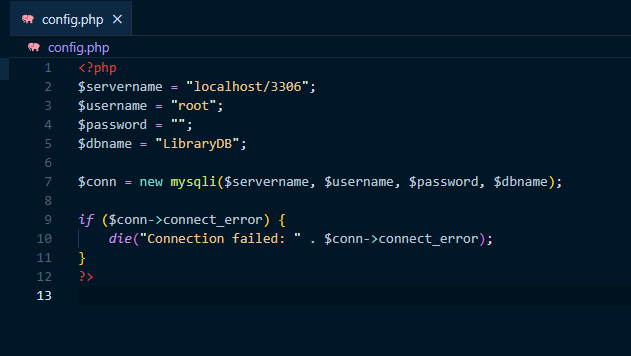 config.php
config.php
1 <?php
2 $servername = "localhost/3306";
3 $username = "root";
4 $password = "";
5 $dbname = "LibraryDB";
6
7 $conn = new mysqli($servername, $username, $password, $dbname);
8
9 if ($conn->connect_error) {
10     die("Connection failed: " . $conn->connect_error);
11 }
12 ?>
13